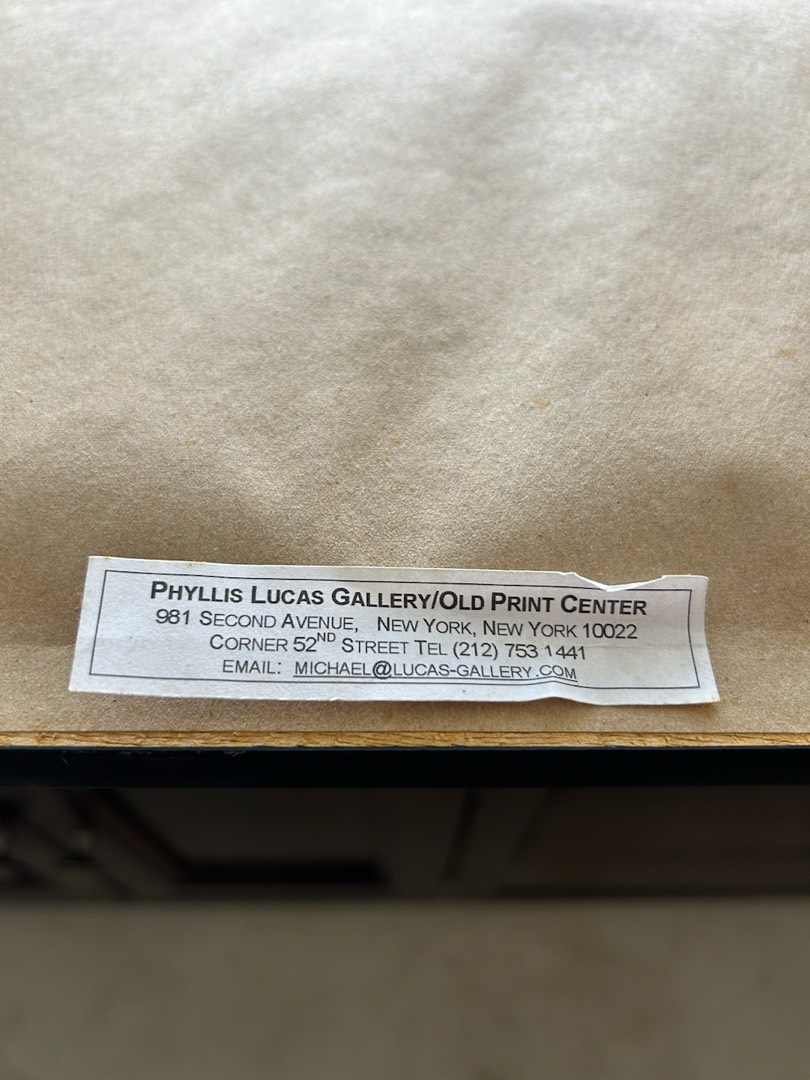 PHYLLIS LUCAS GALLERY/OLD PRINT CENTER
981 SECOND AVENUE, NEW YORK, NEW YORK 10022
CORNER 52ND STREET TEL (212) 753 1441
EMAIL: MICHAEL@LUCAS-GALLERY.COM